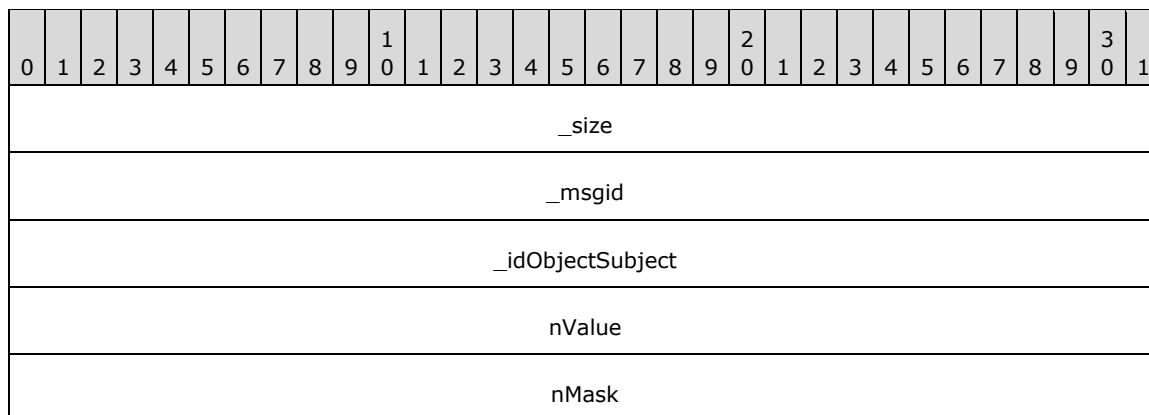 1 2 3
0 1 2 3 4 5 6 7 8 9 0 1 2 3 4 5 6 7 8 9 0 1 2 3 4 5 6 7 8 9 0 1
_size
_msgid
_idObjectSubject
nValue
nMask